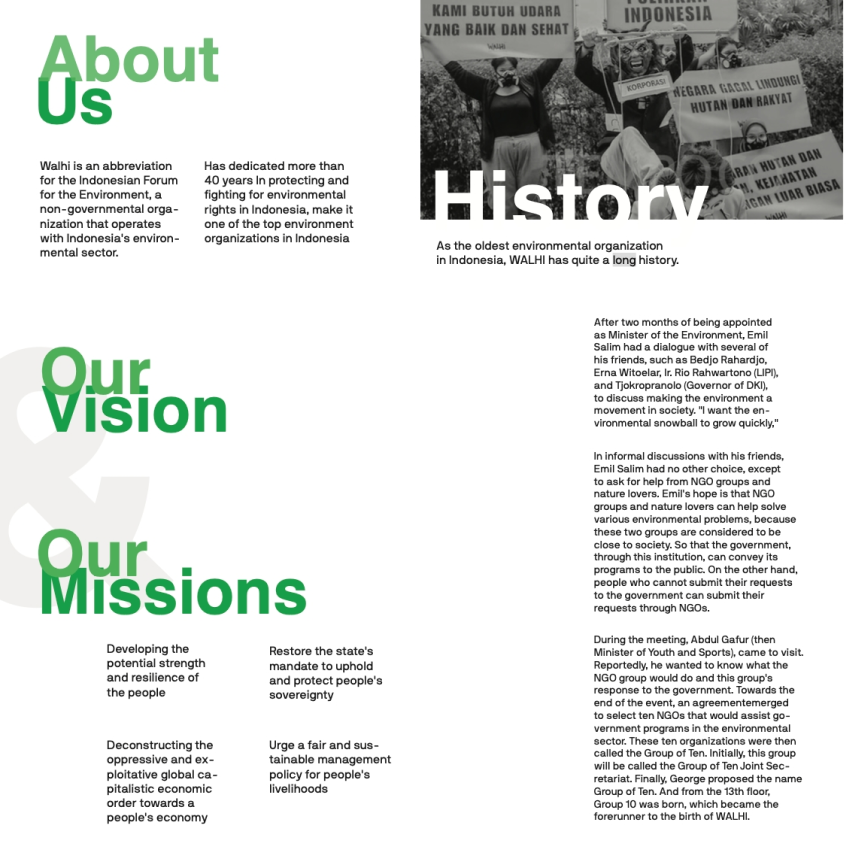 About
Us
Walhi is an abbreviation
for the Indonesian Forum
for the Environment, a
non-governmental orga-
nization that operates
with Indonesia's environ-
mental sector.
Has dedicated more than
40 years In protecting and
fighting for environmental
rights in Indonesia, make it
one of the top environment
organizations in Indonesia
KAMI BUTUH UDARA
YANG BAIK DAN SEHAT
WALHI
INDONESIA
KORPORASI
NEGARA GAGAL LINDUNGI
HUTAN DAN RAKYAT
HUTAN DAN
KEJAHATAN
LUAR BIASA
History
As the oldest environmental organization
in Indonesia, WALHI has quite a long history.
&
Our
Vision
Our
Missions
Developing the
potential strength
and resilience of
the people
Restore the state's
mandate to uphold
and protect people's
sovereignty
Deconstructing the
oppressive and ex-
ploitative global ca-
pitalistic economic
order towards a
people's economy
Urge a fair and sus-
tainable management
policy for people's
livelihoods
After two months of being appointed
as Minister of the Environment, Emil
Salim had a dialogue with several of
his friends, such as Bedjo Rahardjo,
Erna Witoelar, Ir. Rio Rahwartono (LIPI),
and Tjokropranolo (Governor of DKI),
to discuss making the environment a
movement in society. "I want the en-
vironmental snowball to grow quickly,"
In informal discussions with his friends,
Emil Salim had no other choice, except
to ask for help from NGO groups and
nature lovers. Emil's hope is that NGO
groups and nature lovers can help solve
various environmental problems, because
these two groups are considered to be
close to society. So that the government,
through this institution, can convey its
programs to the public. On the other hand,
people who cannot submit their requests
to the government can submit their
requests through NGOs.
During the meeting, Abdul Gafur (then
Minister of Youth and Sports), came to visit.
Reportedly, he wanted to know what the
NGO group would do and this group's
response to the government. Towards the
end of the event, an agreementemerged
to select ten NGOs that would assist go-
vernment programs in the environmental
sector. These ten organizations were then
called the Group of Ten. Initially, this group
will be called the Group of Ten Joint Sec-
retariat. Finally, George proposed the name
Group of Ten. And from the 13th floor,
Group 10 was born, which became the
forerunner to the birth of WALHI.